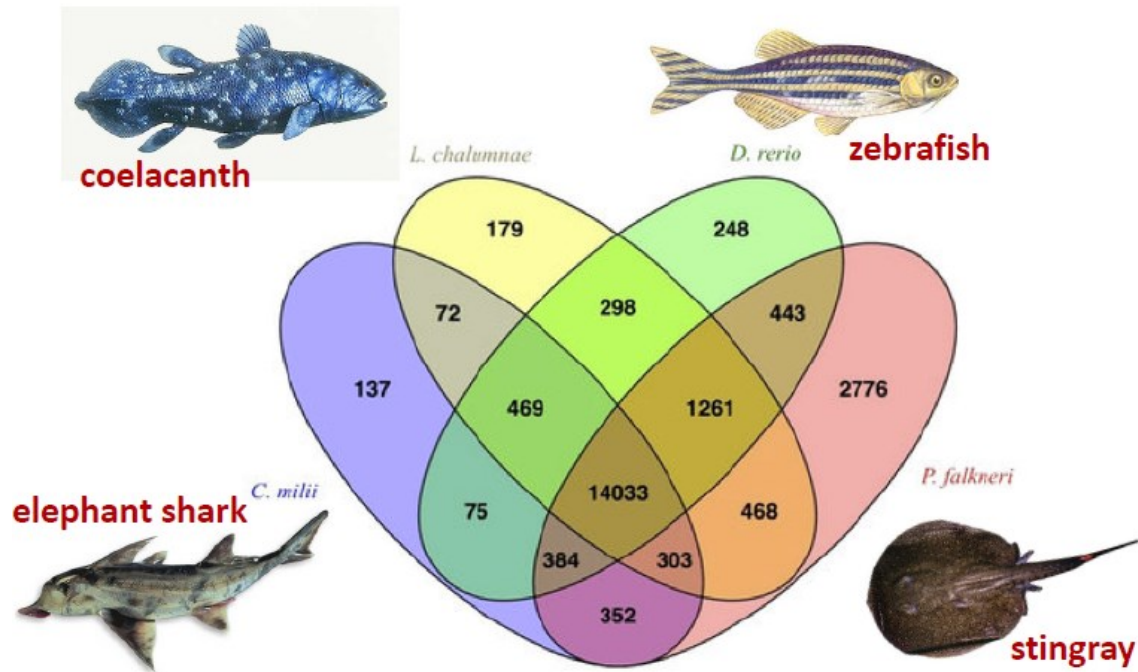 L. chalumnae
D. rerio
zebrafish
coelacanth
179
248
72
298
443
137
469
1261
2776
C. milii
P. falkneri
elephant shark
75
14033
468
384
303
352
stingray